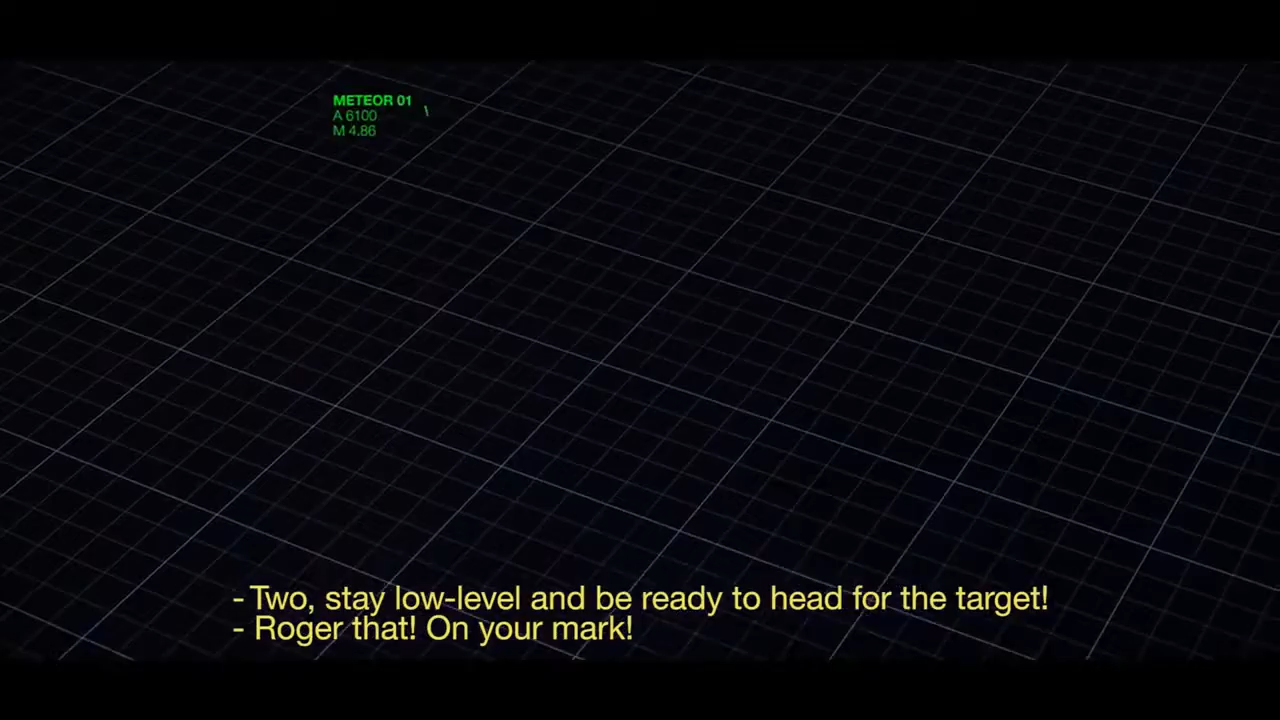 METEOR 01
A 6100
M 4.86
- Two, stay low-level and be ready to head for the target!
- Roger that! On your mark!